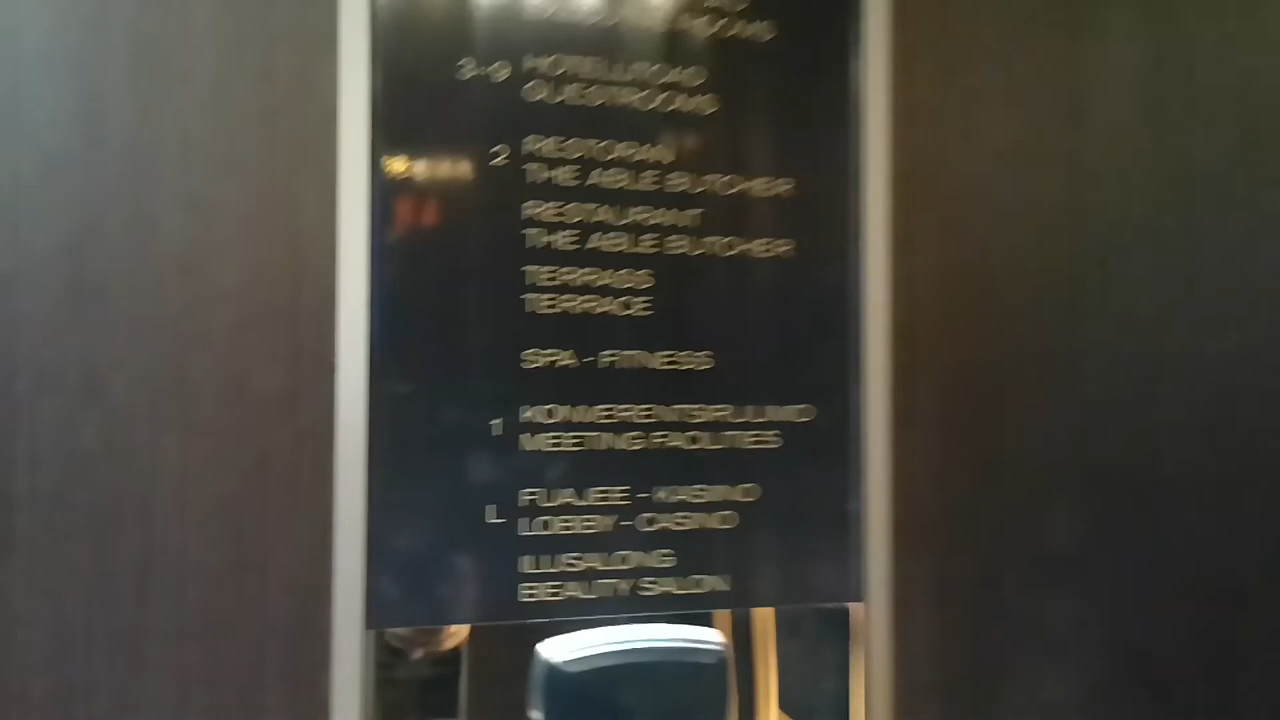 3-9 HOTELLITOAD
GUESTROOMS
2 RESTORAN
THE ABLE BUTCHER
RESTAURANT
THE ABLE BUTCHER
TERRASS
TERRACE
SPA - FITNESS
1 KONVERENTSIRUUMID
MEETING FACILITIES
L FUAJEE - KASIINO
LOBBY - CASINO
ILUSALONG
BEAUTY SALON